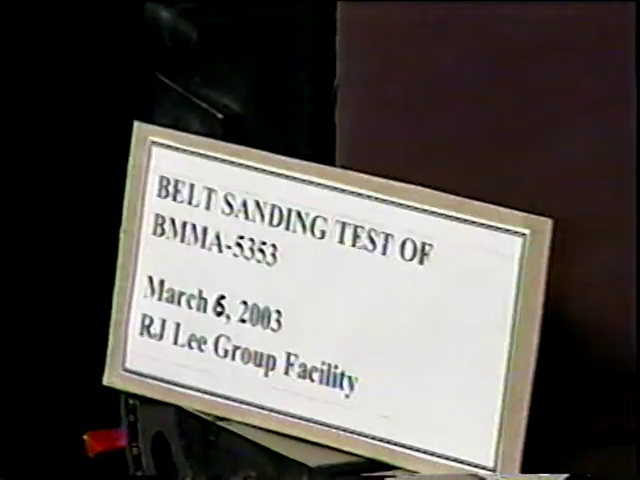 BELT SANDING TEST OF
BMMA-5353
March 6, 2003
RJ Lee Group Facility